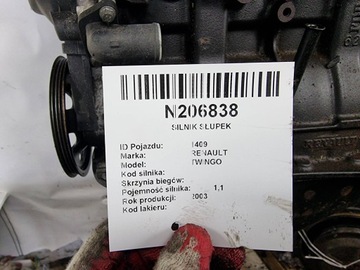 N206838
SILNIK SŁUPEK
ID Pojazdu: 1409
Marka: RENAULT
Model: TWINGO
Kod silnika:
Skrzynia biegów:
Pojemność silnika: 1,1
Rok produkcji: 2003
Kod lakieru: